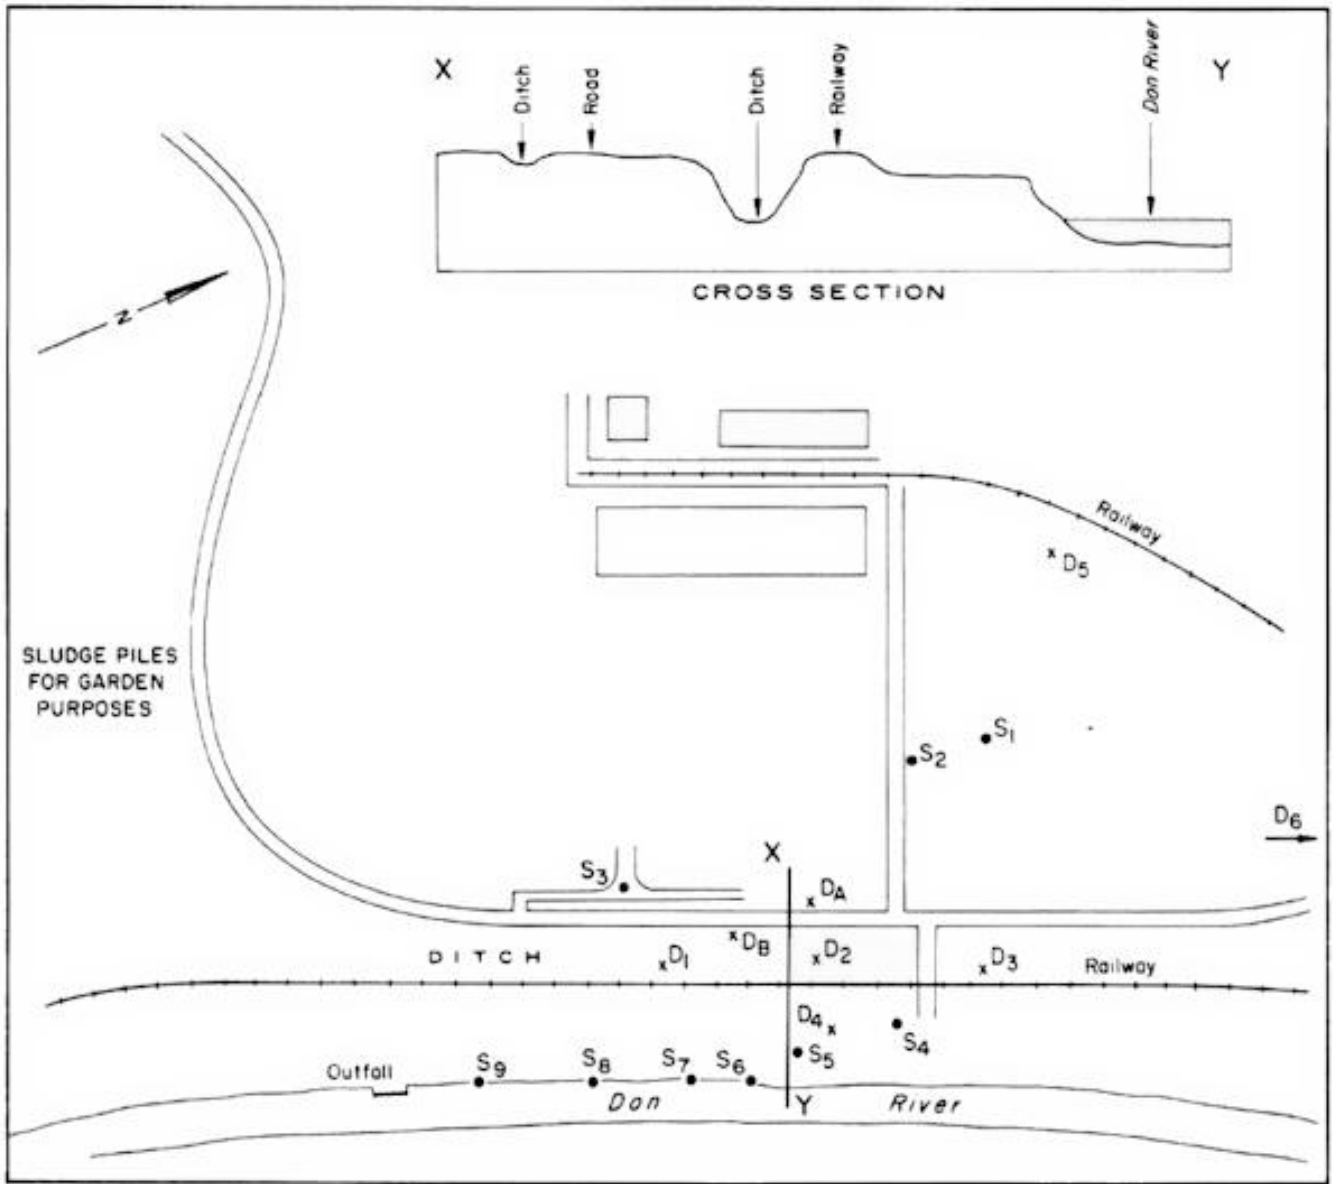 X
Ditch
Road
Ditch
Railway
Don River
Y
CROSS SECTION
N
Railway
D5
SLUDGE PILES
FOR GARDEN
PURPOSES
S1
S2
D6
X
S3
DA
DB
DITCH
D1
D2
D3
Railway
D4
S4
S5
Outfall
S9
S8
S7
S6
Don
Y
River